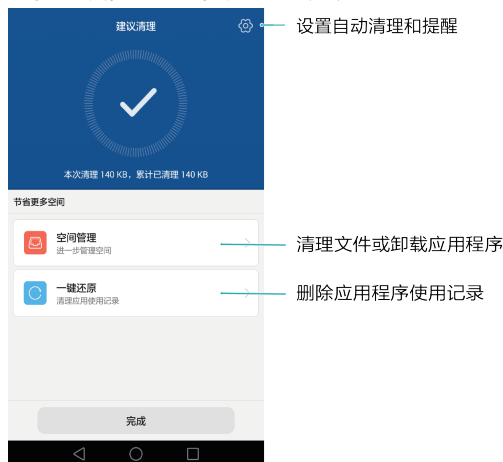 建议清理
设置自动清理和提醒
本次清理 140 KB，累计已清理 140 KB
节省更多空间
空间管理
进一步管理空间
清理文件或卸载应用程序
一键还原
清理应用使用记录
删除应用程序使用记录
完成